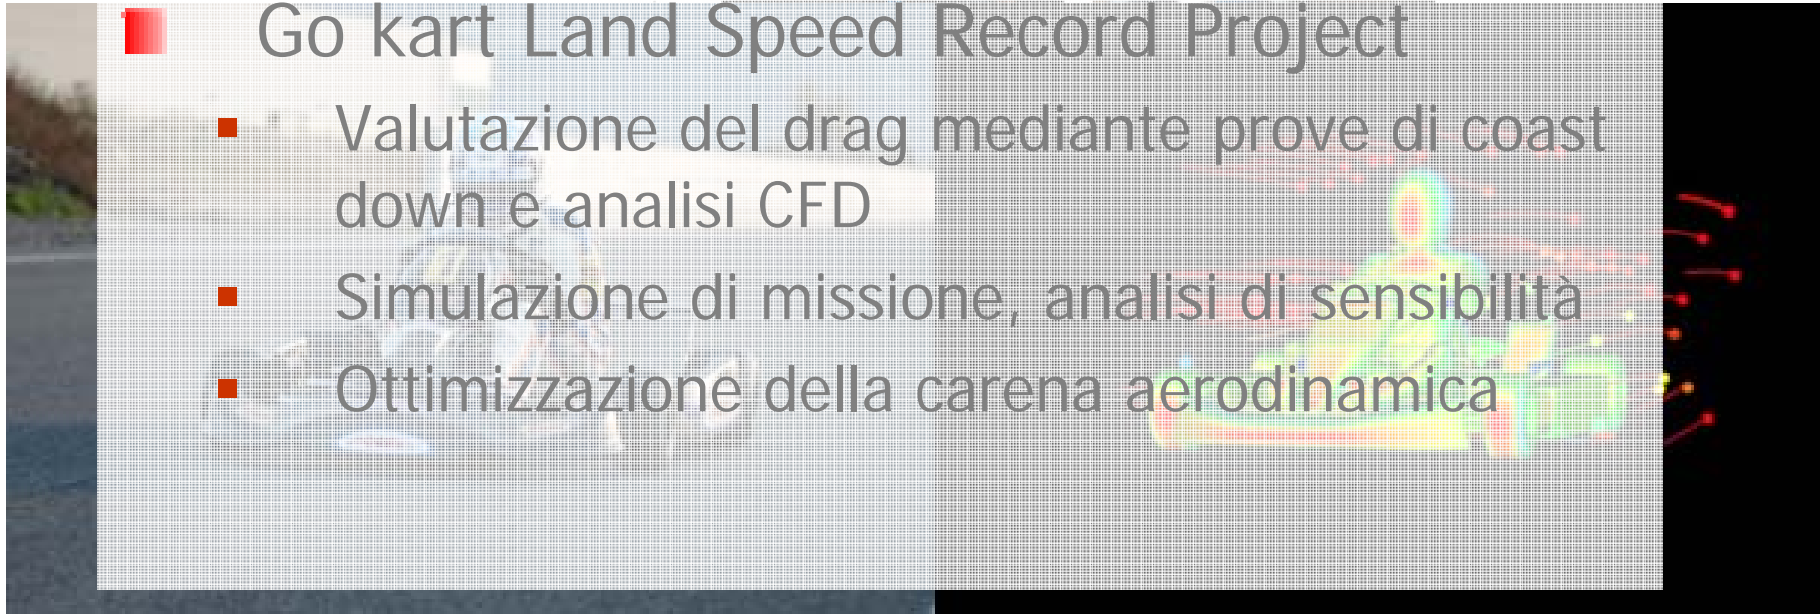 Go kart Land Speed Record Project
Valutazione del drag mediante prove di coast
down e analisi CFD
Simulazione di missione, analisi di sensibilità
Ottimizzazione della carena aerodinamica